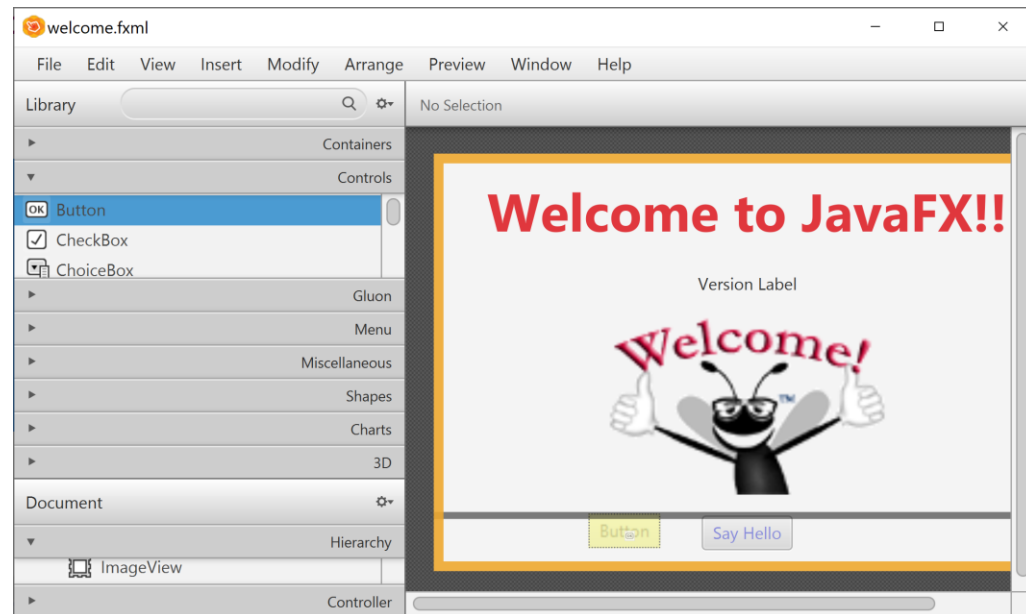 welcome.fxml
File Edit View Insert Modify Arrange Preview Window Help
Library
No Selection
Containers
Controls
OK Button
CheckBox
ChoiceBox
Gluon
Menu
Miscellaneous
Shapes
Charts
3D
Document
Hierarchy
ImageView
Controller
Welcome to JavaFX!!
Version Label
Welcome!
TM
Button
Say Hello